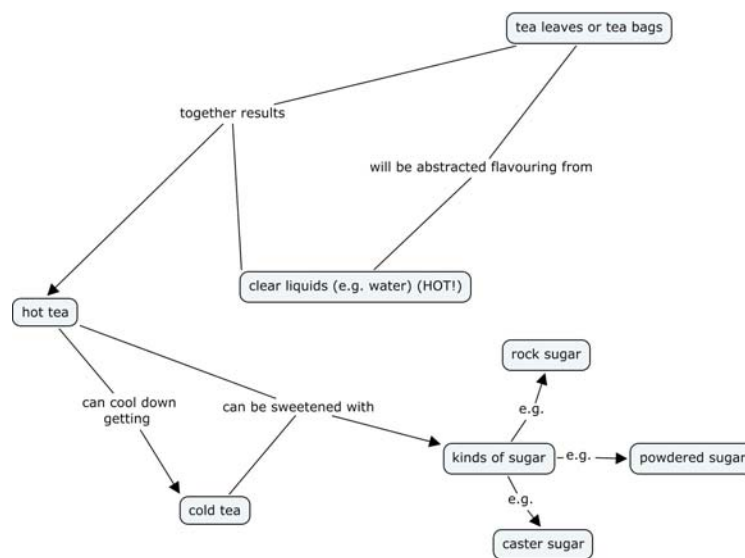 tea leaves or tea bags
together results
will be abstracted flavouring from
clear liquids (e.g. water) (HOT!)
hot tea
rock sugar
can cool down
getting
can be sweetened with
e.g.
kinds of sugar
e.g.
powdered sugar
e.g.
cold tea
caster sugar